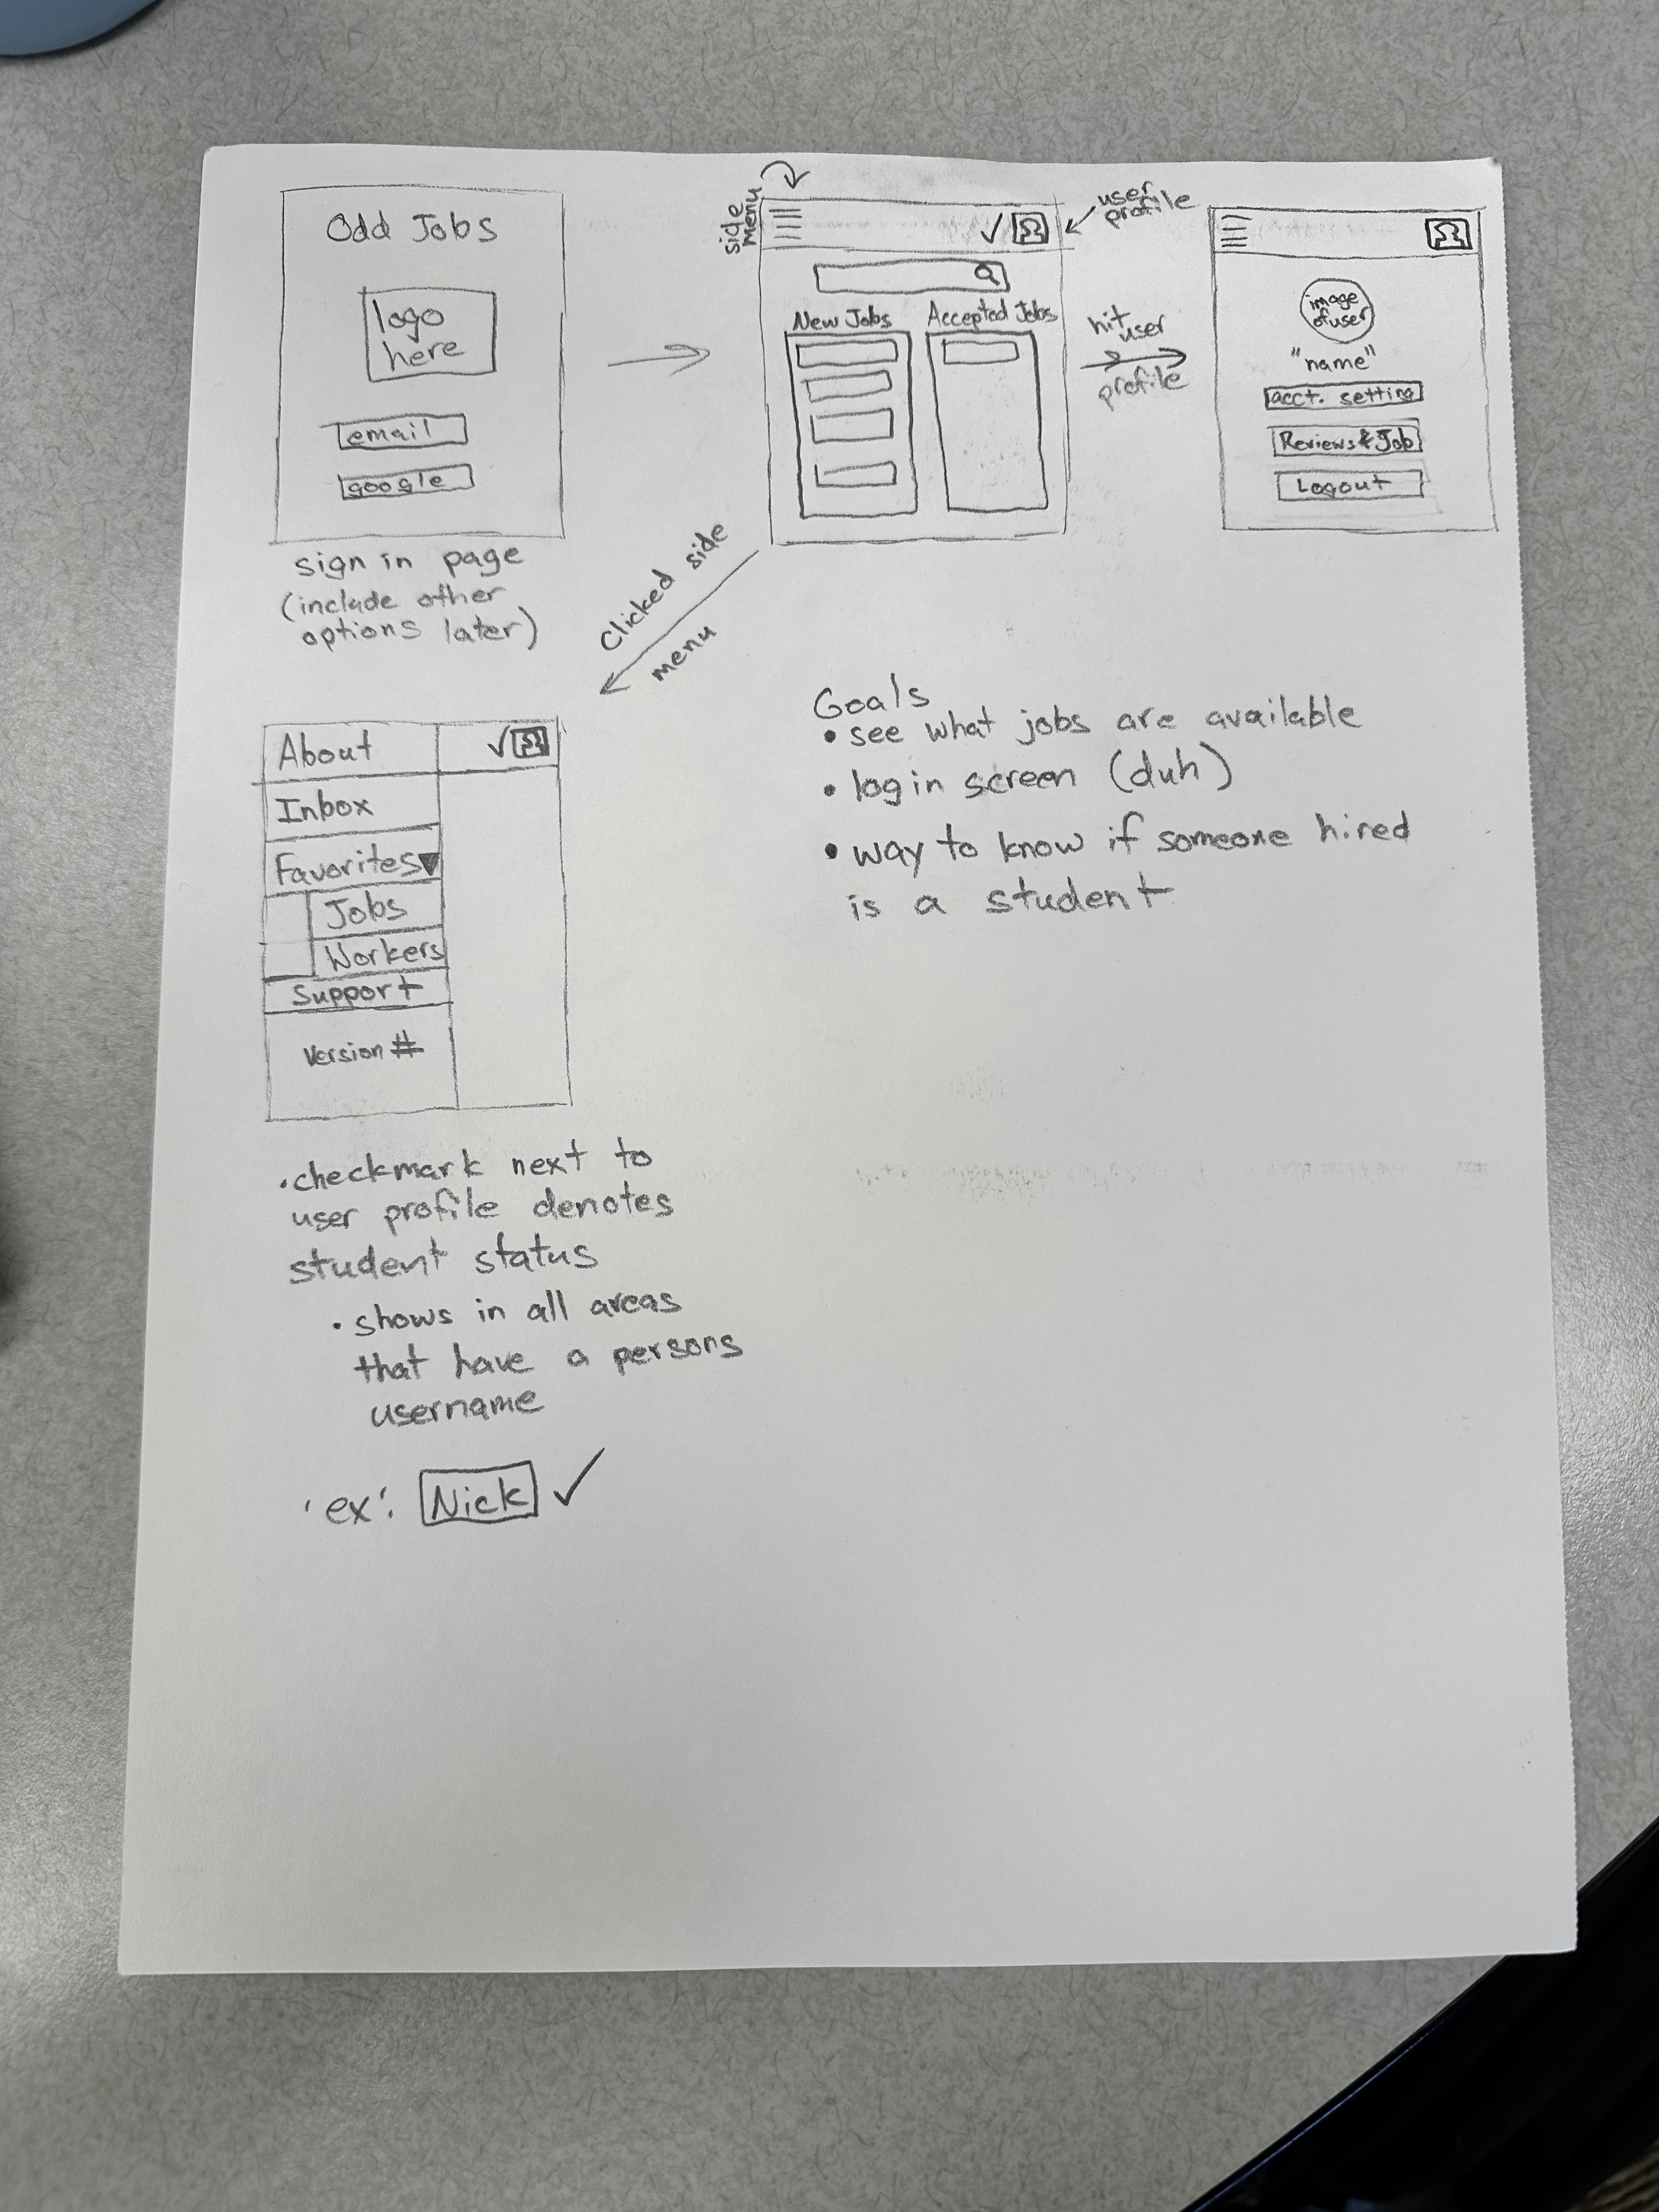 Odd Jobs
logo
here
email
google
sign in page
(include other
options later)
side
menu
user
profile
New Jobs
Accepted Jobs
hit user
profile
image
of user
"name"
acct. setting
Reviews & Job
Logout
Clicked side
menu
About
Inbox
Favorites
Jobs
Workers
Support
Version #
Goals
• see what jobs are available
• log in screen (duh)
• way to know if someone hired
is a student
• checkmark next to
user profile denotes
student status
• shows in all areas
that have a persons
username
'ex': Nick ✓